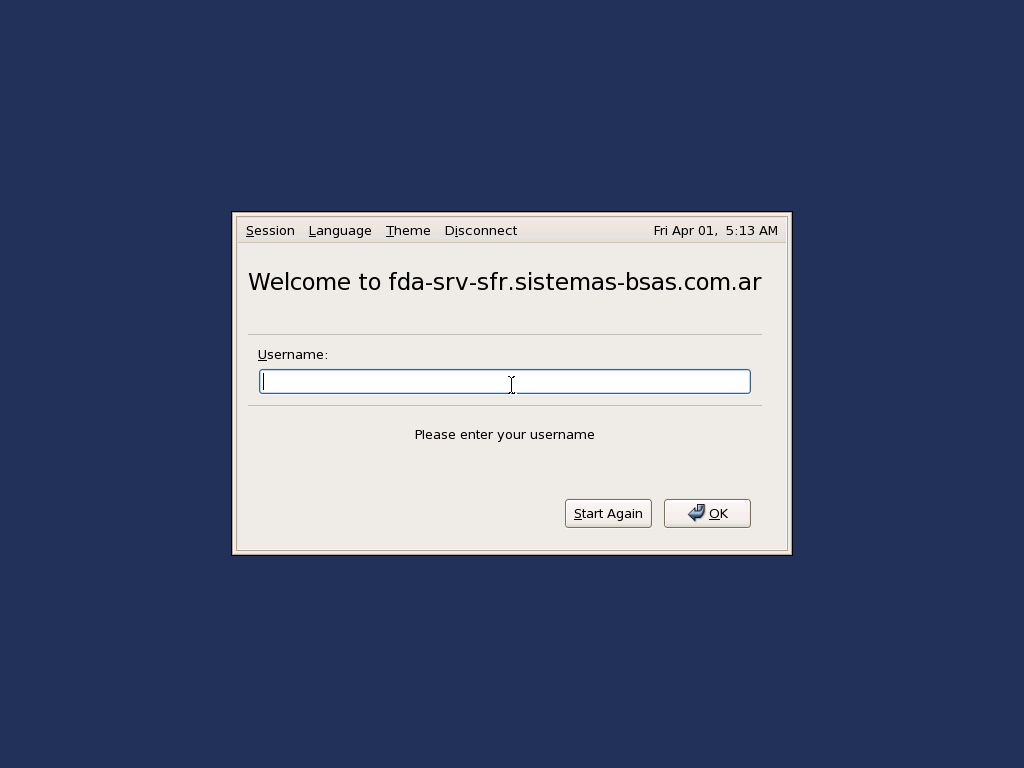 Session Language Theme Disconnect Fri Apr 01, 5:13 AM
Welcome to fda-srv-sfr.sistemas-bsas.com.ar
Username:
Please enter your username
Start Again OK